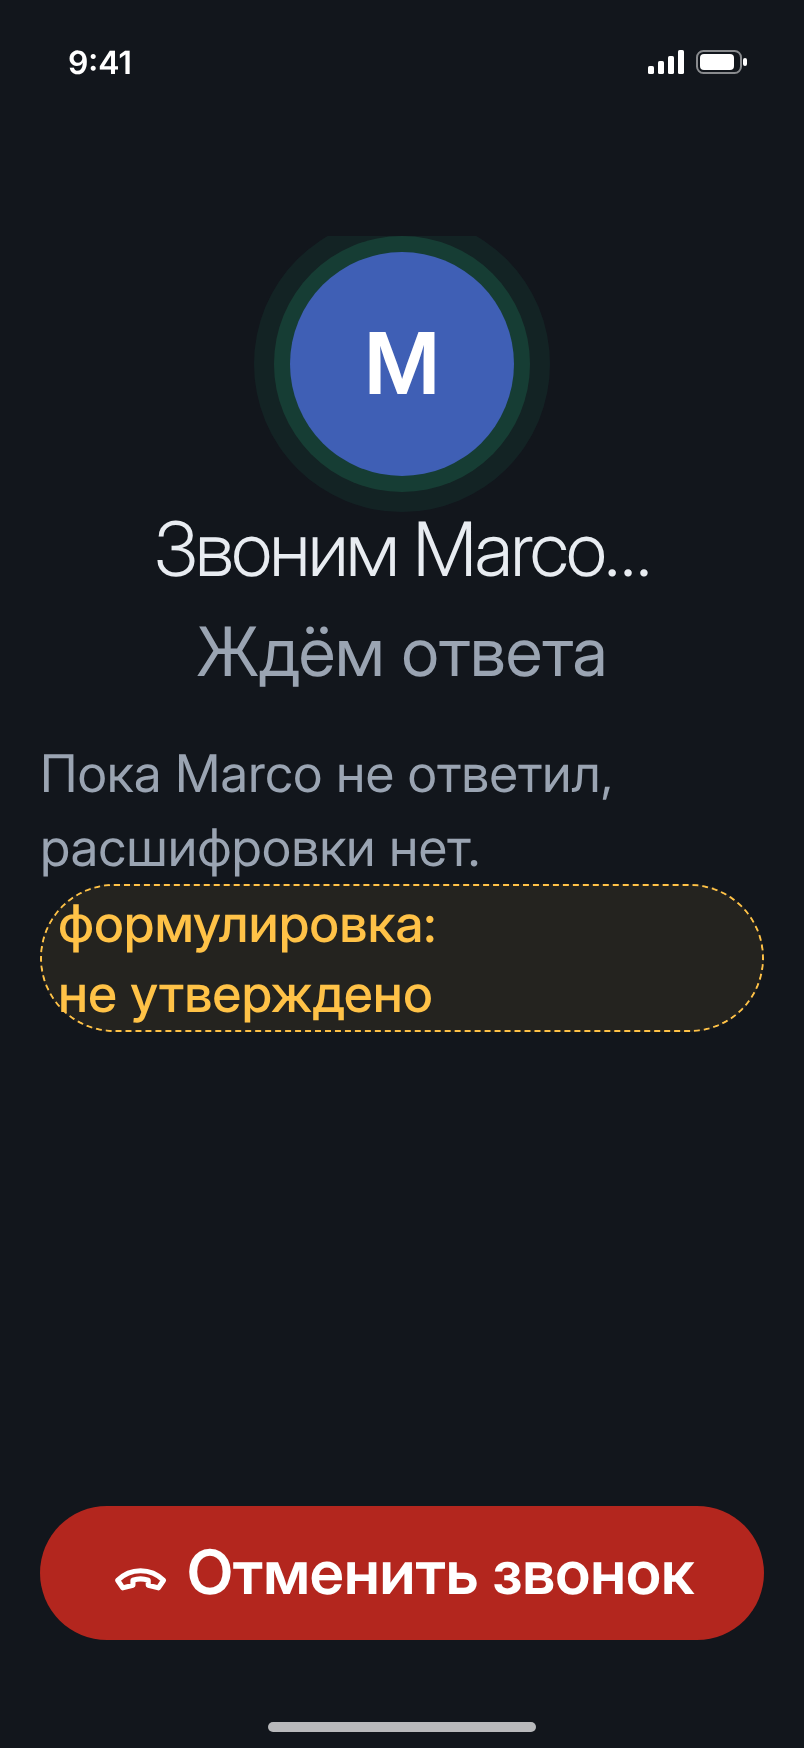 9:41
M
Звоним Marco...
Ждём ответа
Пока Marco не ответил,
расшифровки нет.
формулировка:
не утверждено
Отменить звонок